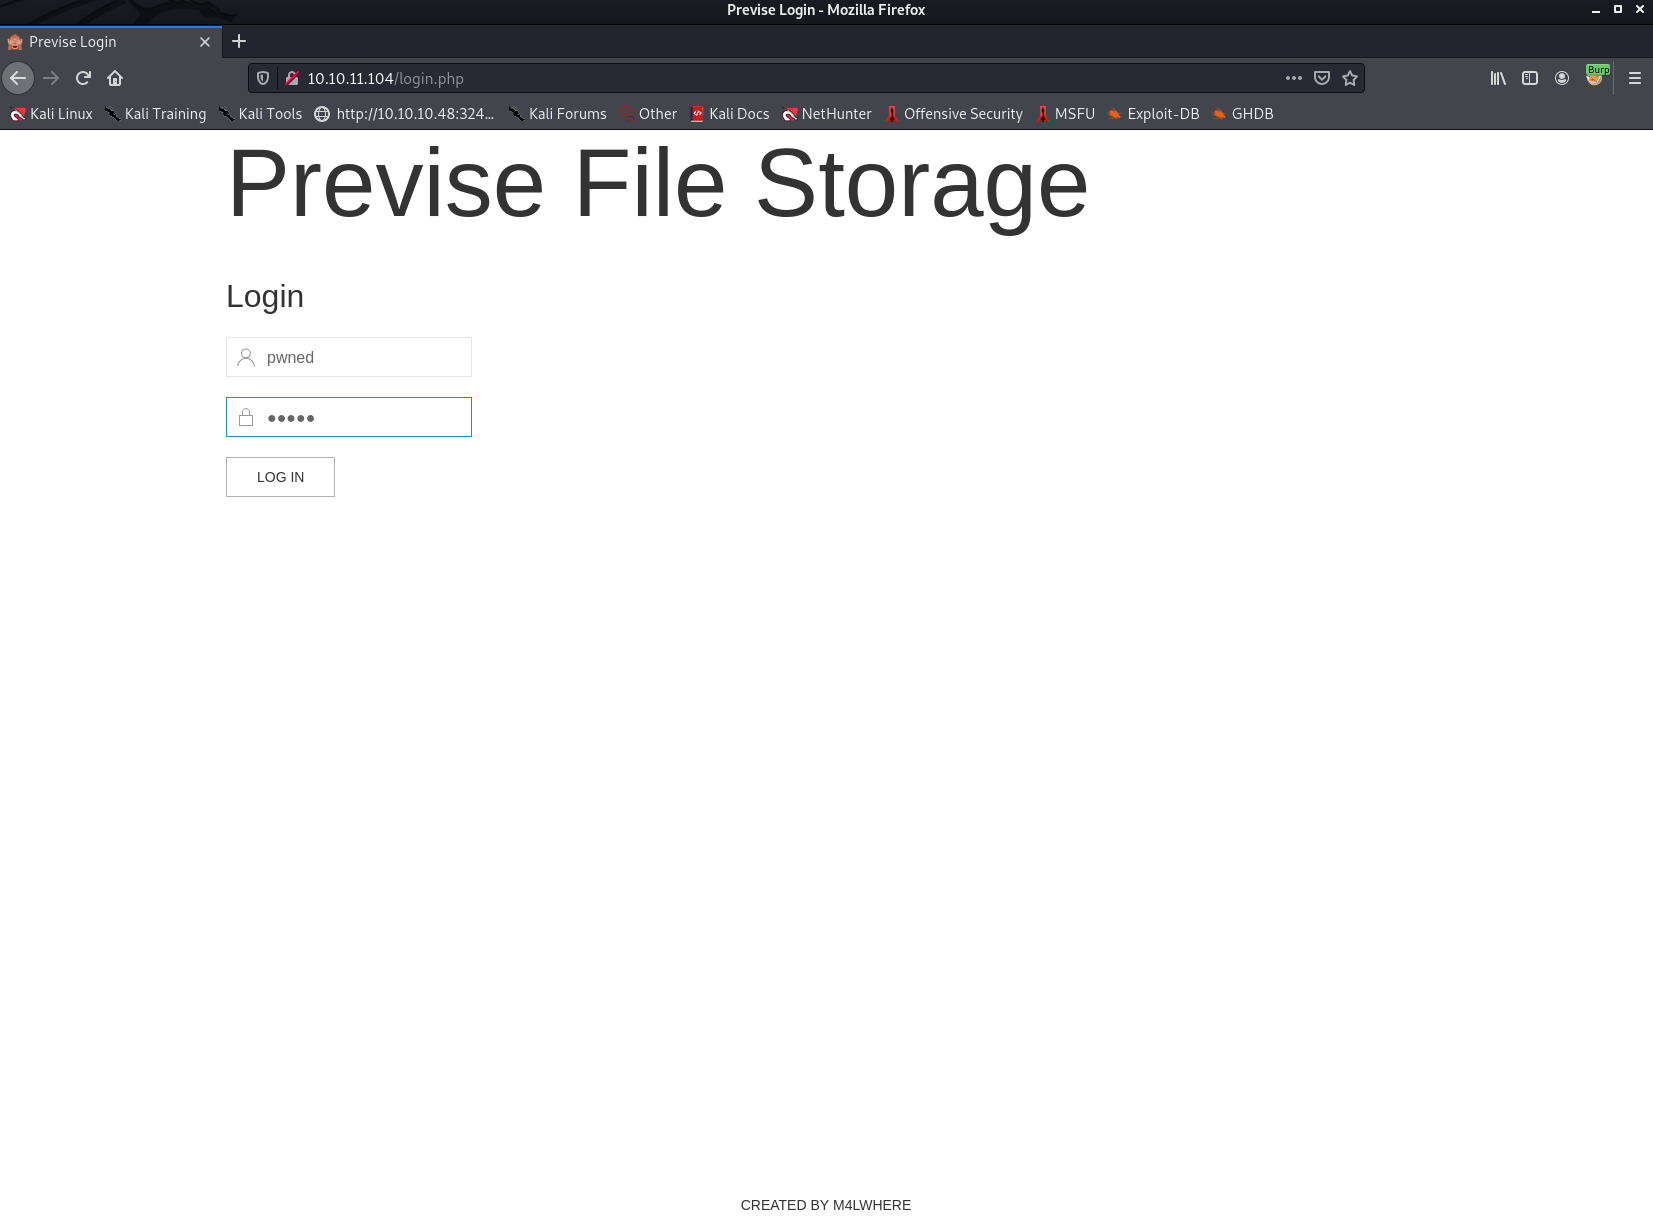 Previse Login - Mozilla Firefox
Previse Login
10.10.11.104/login.php
Burp
Kali Linux Kali Training Kali Tools http://10.10.10.48:324... Kali Forums Other Kali Docs NetHunter Offensive Security MSFU Exploit-DB GHDB
Previse File Storage
Login
pwned
●●●●●
LOG IN
CREATED BY M4LWHERE